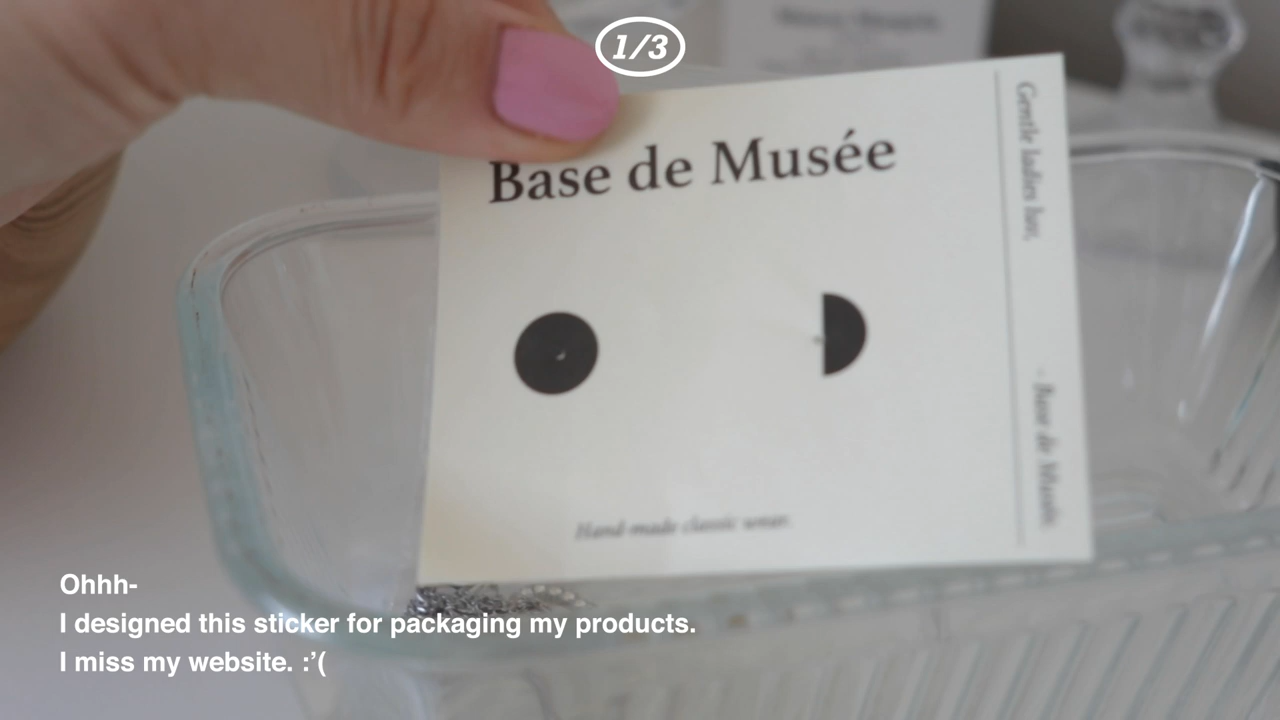 1/3
Base de Musée
Gentle ladies hav,
- Base de Musée.
Hand-made classic wear.
Ohhh-
I designed this sticker for packaging my products.
I miss my website. :’(